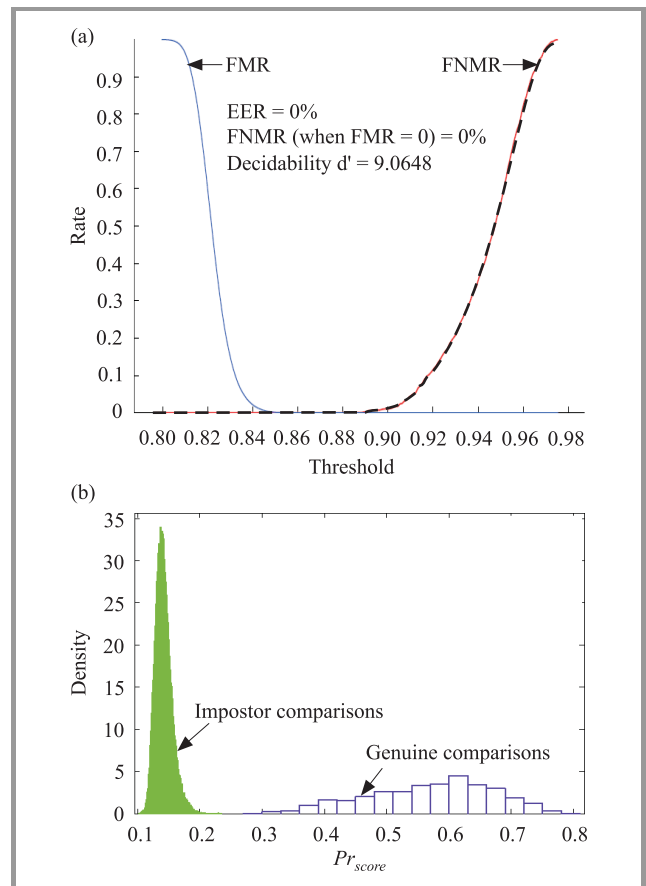 (a)
FMR
FNMR
EER = 0%
FNMR (when FMR = 0) = 0%
Decidability d' = 9.0648
Rate
0.9
0.8
0.7
0.6
0.5
0.4
0.3
0.2
0.1
0
0.80 0.82 0.84 0.86 0.88 0.90 0.92 0.94 0.96 0.98
Threshold
(b)
Density
35
30
25
20
15
10
5
0
Impostor comparisons
Genuine comparisons
0.1 0.2 0.3 0.4 0.5 0.6 0.7 0.8
Pr_score